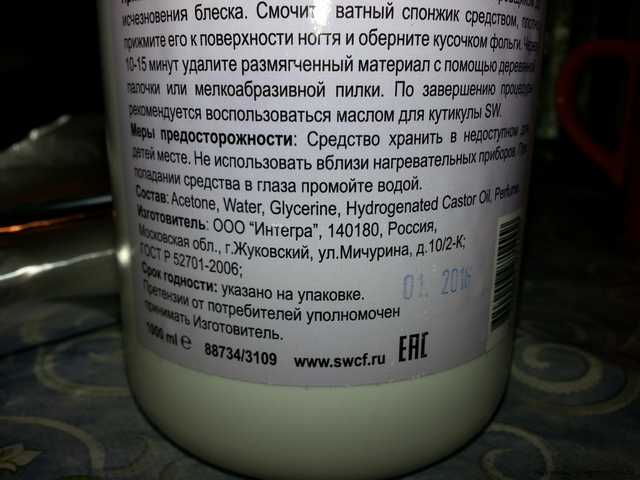 исчезновения блеска. Смочите ватный спонжик средством, плотно
прижмите его к поверхности ногтя и оберните кусочком фольги. Через
10-15 минут удалите размягченный материал с помощью деревянной
палочки или мелкоабразивной пилки. По завершению процедуры
рекомендуется воспользоваться маслом для кутикулы SW.
Меры предосторожности: Средство хранить в недоступном для
детей месте. Не использовать вблизи нагревательных приборов. При
попадании средства в глаза промойте водой.
Состав: Acetone, Water, Glycerine, Hydrogenated Castor Oil, Perfume.
Изготовитель: ООО "Интегра", 140180, Россия,
Московская обл., г.Жуковский, ул.Мичурина, д.10/2-К;
ГОСТ Р 52701-2006;
Срок годности: указано на упаковке.
01. 2016
Претензии от потребителей уполномочен
принимать Изготовитель.
1000 ml e 88734/3109 www.swcf.ru EAC